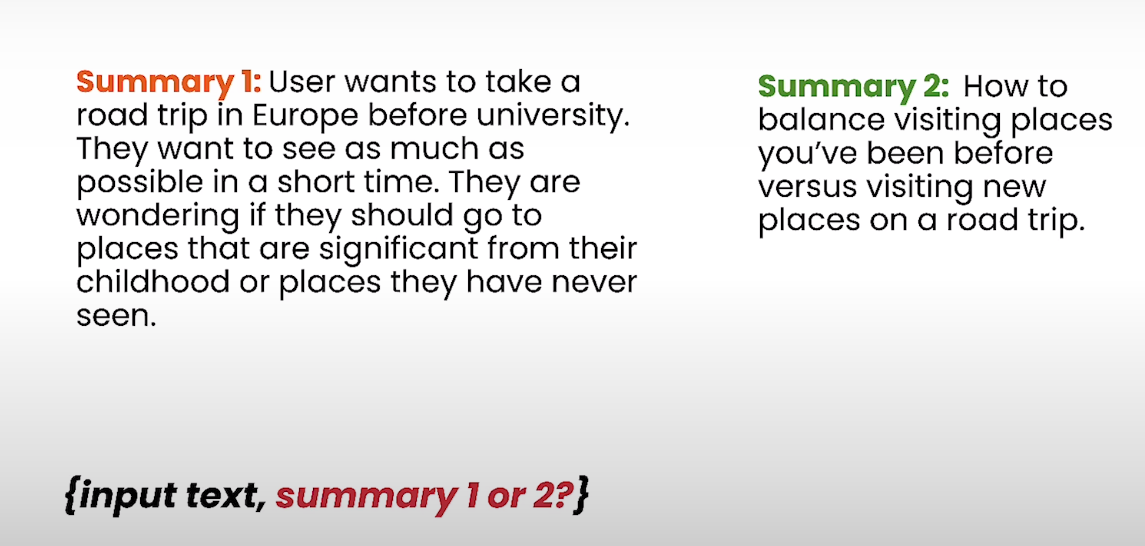 Summary 1: User wants to take a
road trip in Europe before university.
They want to see as much as
possible in a short time. They are
wondering if they should go to
places that are significant from their
childhood or places they have never
seen.
Summary 2: How to
balance visiting places
you've been before
versus visiting new
places on a road trip.
{input text, summary 1 or 2?}